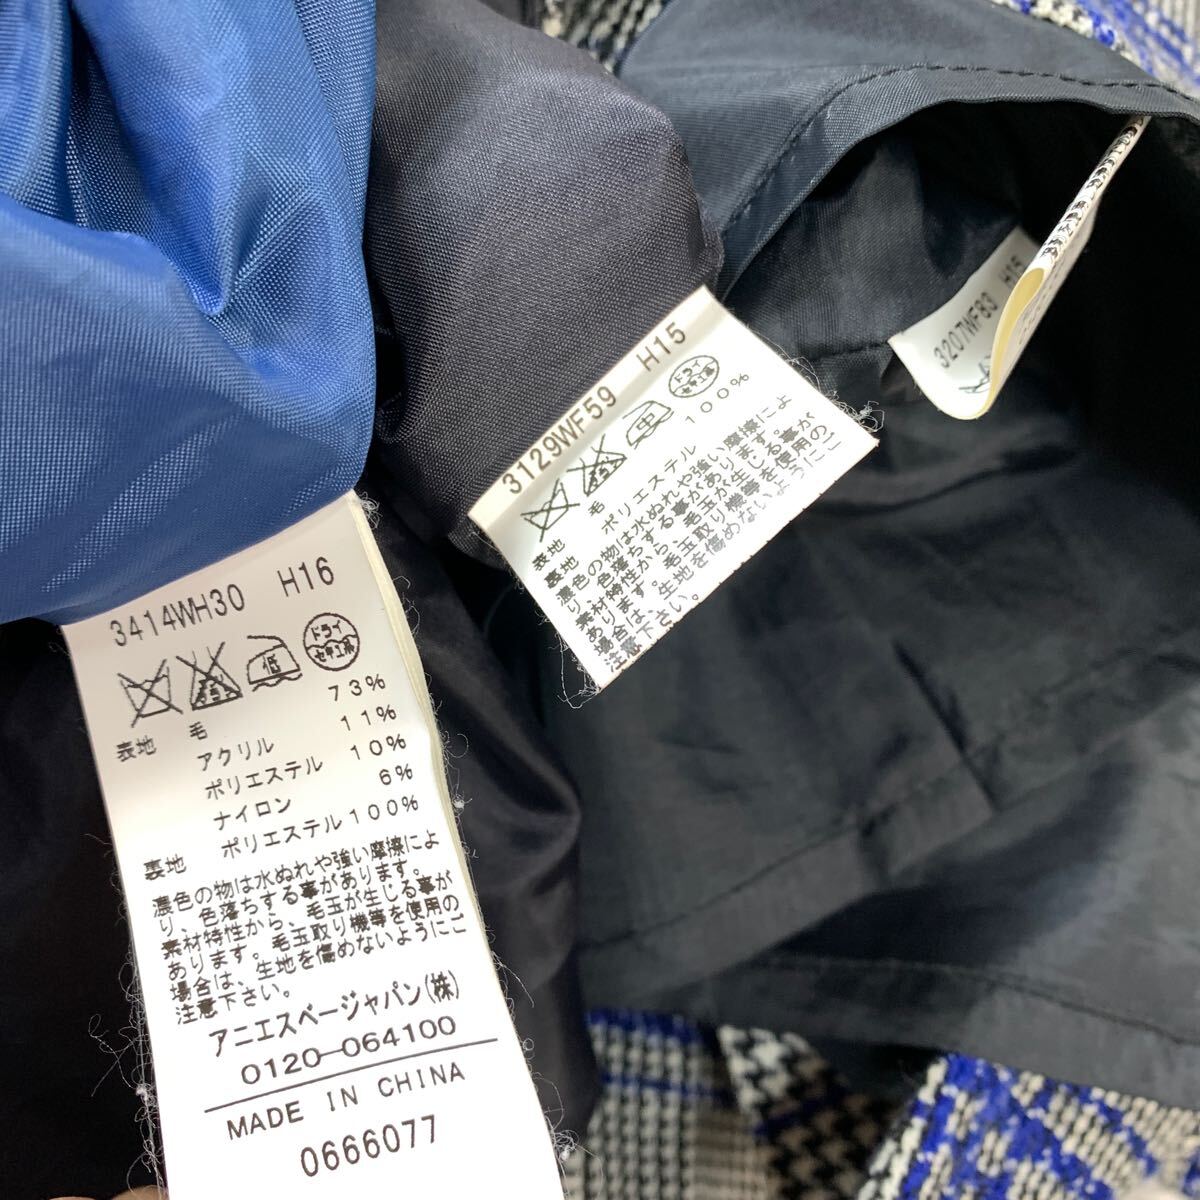 3414WH30 H16
ドライ
セキユ系
低
表地 毛 73%
アクリル 11%
ポリエステル 10%
ナイロン 6%
裏地 ポリエステル 100%
濃色の物は水ぬれや強い摩擦によ
り、色落ちする事があります。
素材特性から、毛玉が生じる事が
あります。毛玉取り機等を使用の
場合は、生地を傷めないようにご
注意下さい。
アニエスベージャパン(株)
0120-064100
MADE IN CHINA
0666077
3129WF59 H15
ドライ
セキユ系
中
表地 毛 100%
裏地 ポリエステル 100%
濃色の物は水ぬれや強い摩擦によ
り、色落ちする事があります。
素材特性から、毛玉が生じる事が
あります。毛玉取り機等を使用の
場合は、生地を傷めないようにご
注意下さい。
3207WF83 H15